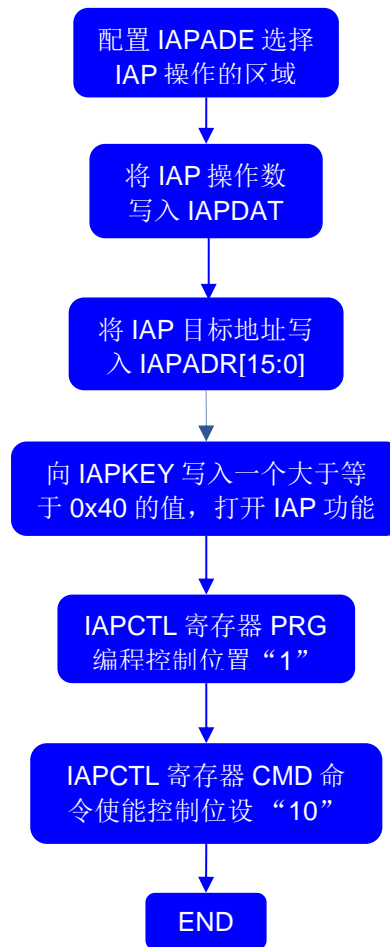 配置 IAPADE 选择
IAP 操作的区域
将 IAP 操作数
写入 IAPDAT
将 IAP 目标地址写
入 IAPADR[15:0]
向 IAPKEY 写入一个大于等
于 0x40 的值，打开 IAP 功能
IAPCTL 寄存器 PRG
编程控制位置“1”
IAPCTL 寄存器 CMD 命
令使能控制位设 “10”
END